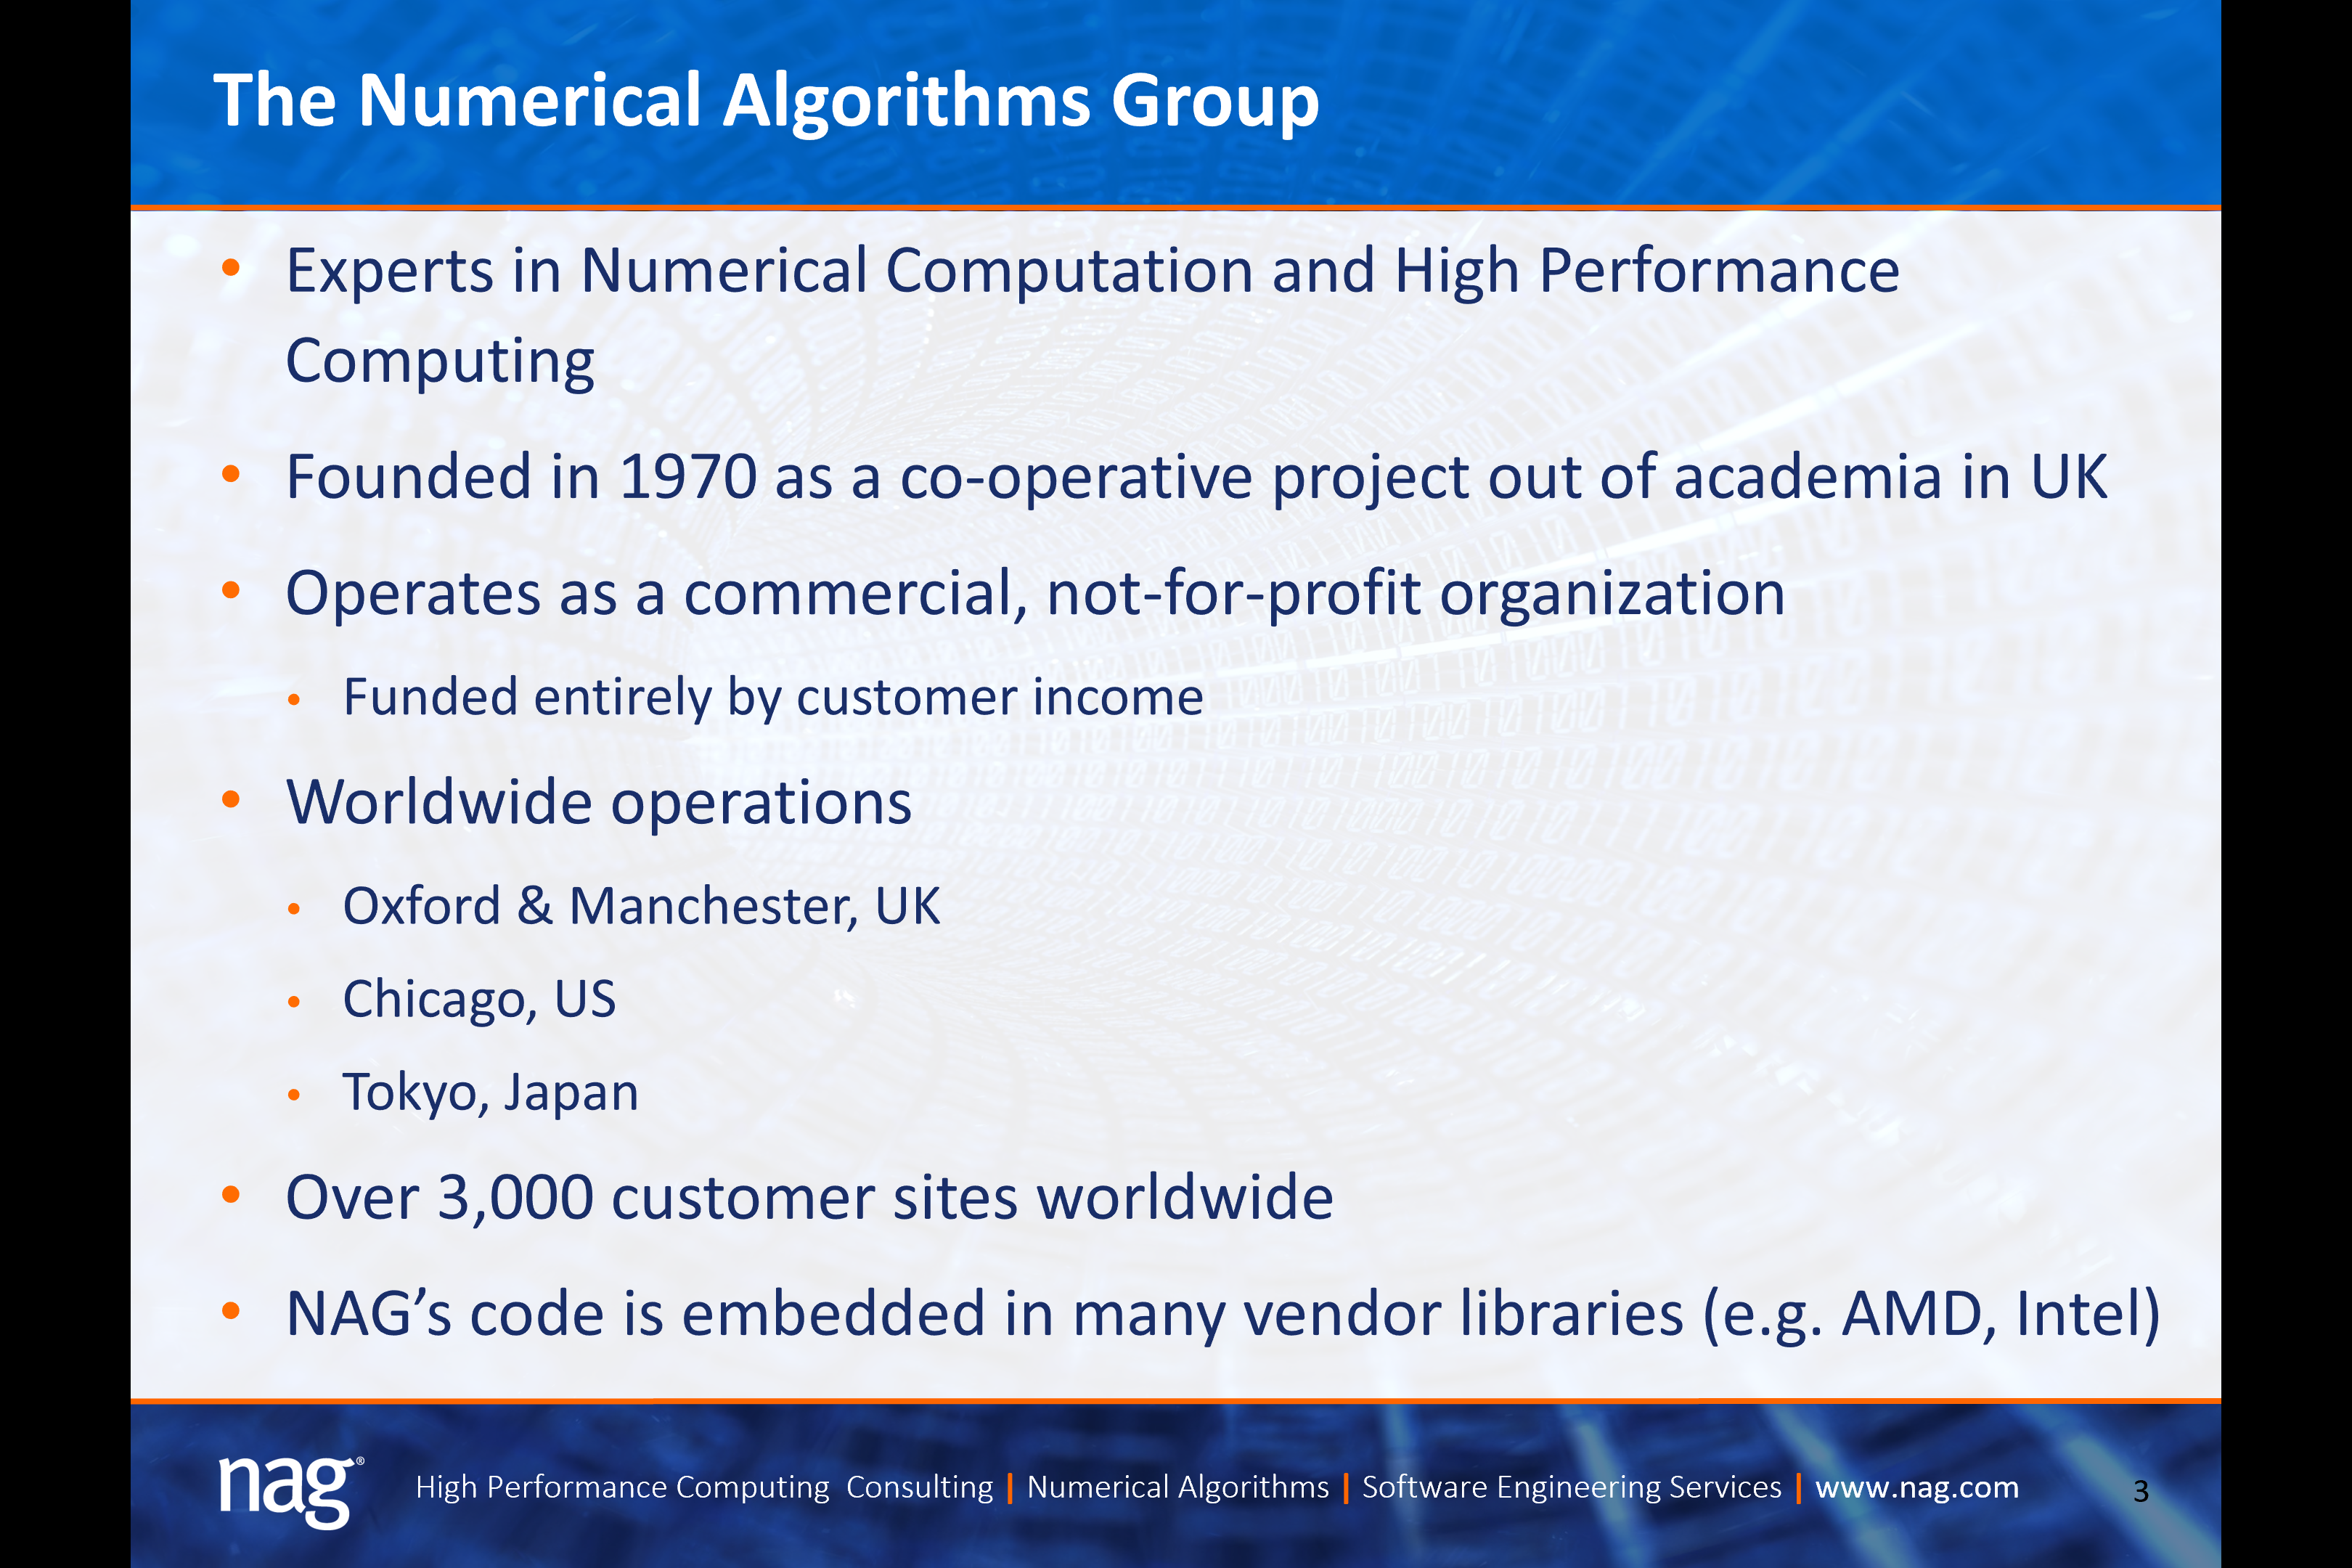 The Numerical Algorithms Group
• Experts in Numerical Computation and High Performance
Computing
• Founded in 1970 as a co-operative project out of academia in UK
• Operates as a commercial, not-for-profit organization
• Funded entirely by customer income
• Worldwide operations
• Oxford & Manchester, UK
• Chicago, US
• Tokyo, Japan
• Over 3,000 customer sites worldwide
• NAG’s code is embedded in many vendor libraries (e.g. AMD, Intel)
nag® High Performance Computing  Consulting | Numerical Algorithms | Software Engineering Services | www.nag.com 3